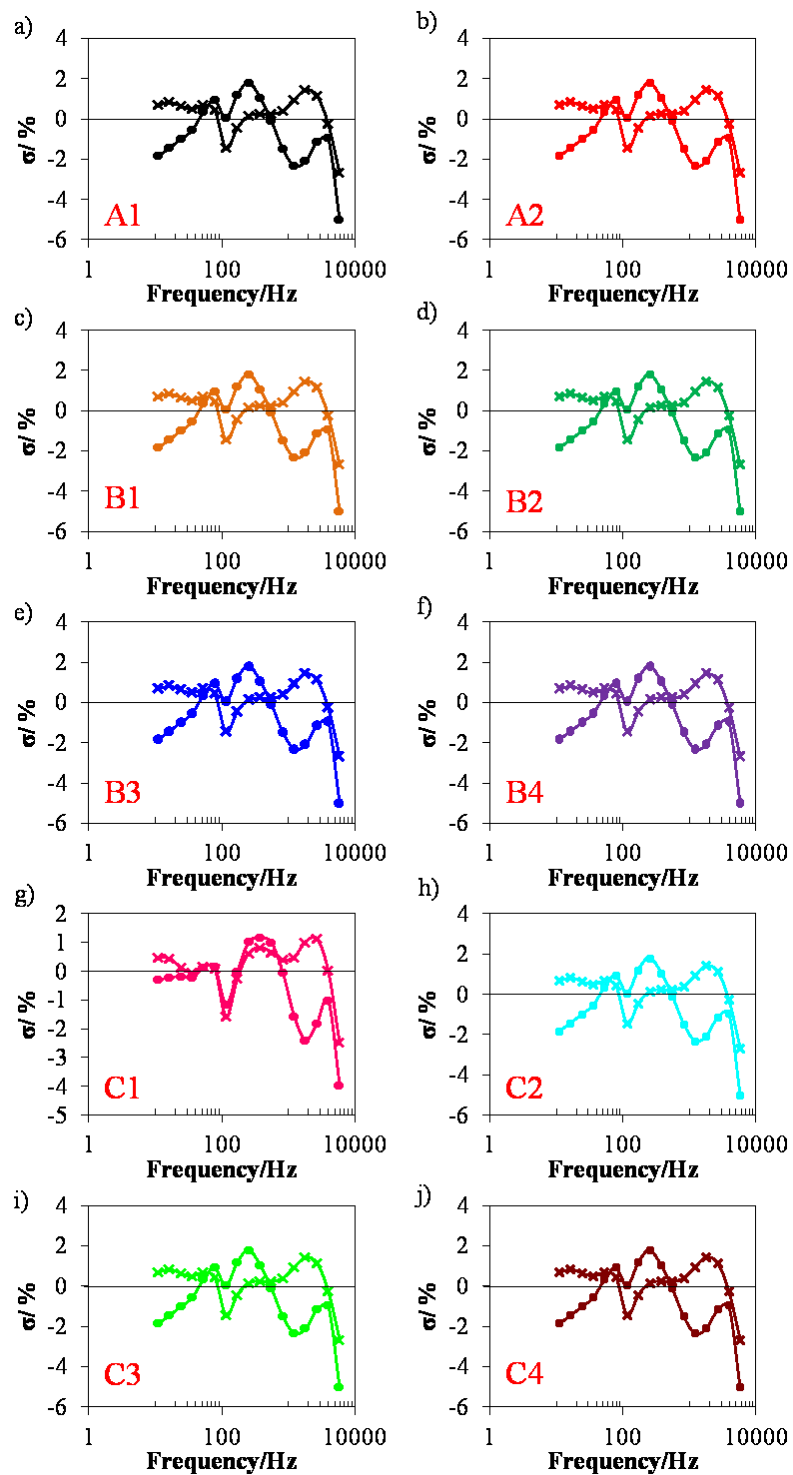 a)
4
2
0
-2
-4
-6
σ/ %
A1
1 100 10000
Frequency/Hz
b)
4
2
0
-2
-4
-6
σ/ %
A2
1 100 10000
Frequency/Hz
c)
4
2
0
-2
-4
-6
σ/ %
B1
1 100 10000
Frequency/Hz
d)
4
2
0
-2
-4
-6
σ/ %
B2
1 100 10000
Frequency/Hz
e)
4
2
0
-2
-4
-6
σ/ %
B3
1 100 10000
Frequency/Hz
f)
4
2
0
-2
-4
-6
σ/ %
B4
1 100 10000
Frequency/Hz
g)
2
1
0
-1
-2
-3
-4
-5
σ/ %
C1
1 100 10000
Frequency/Hz
h)
4
2
0
-2
-4
-6
σ/ %
C2
1 100 10000
Frequency/Hz
i)
4
2
0
-2
-4
-6
σ/ %
C3
1 100 10000
Frequency/Hz
j)
4
2
0
-2
-4
-6
σ/ %
C4
1 100 10000
Frequency/Hz